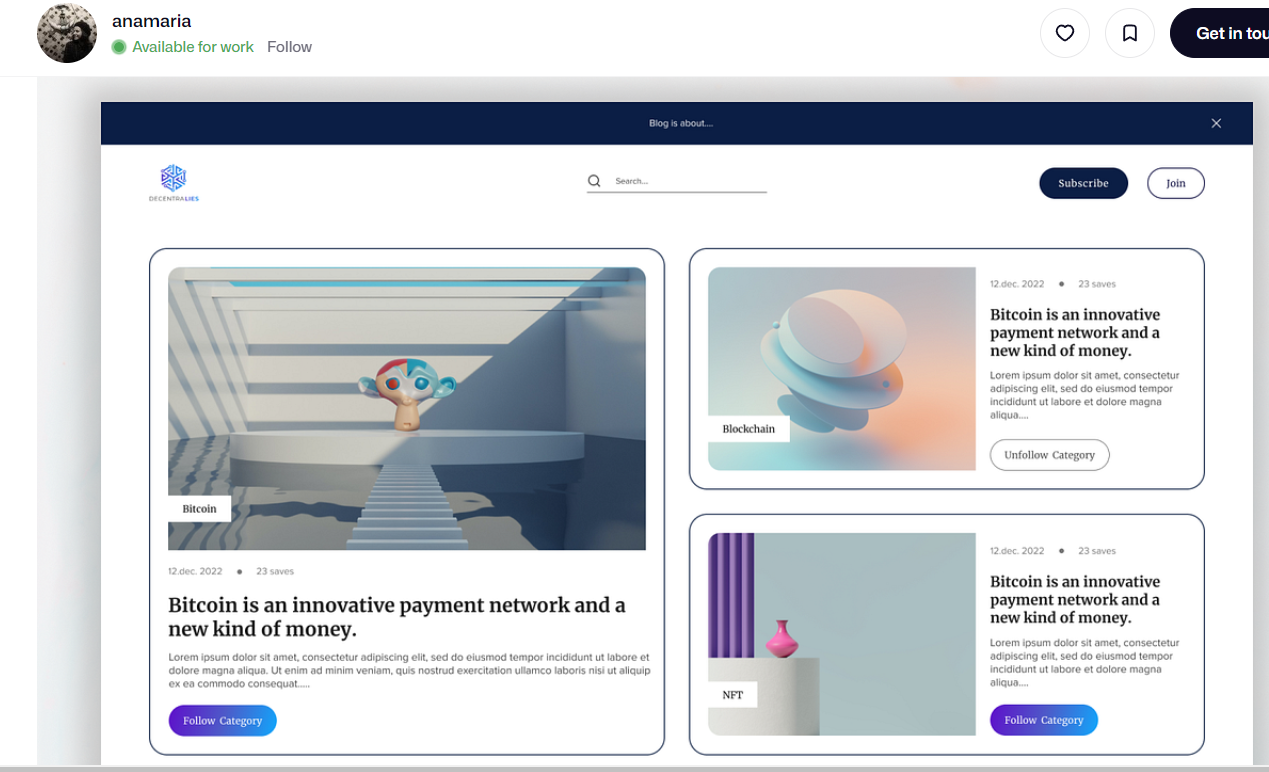 anamaria
Available for work Follow
Get in tou
Blog is about....
DECENTRALIES
Search...
Subscribe
Join
Bitcoin
12.dec. 2022 • 23 saves
Bitcoin is an innovative payment network and a
new kind of money.
Lorem ipsum dolor sit amet, consectetur adipiscing elit, sed do eiusmod tempor incididunt ut labore et
dolore magna aliqua. Ut enim ad minim veniam, quis nostrud exercitation ullamco laboris nisi ut aliquip
ex ea commodo consequat.....
Follow Category
Blockchain
12.dec. 2022 • 23 saves
Bitcoin is an innovative
payment network and a
new kind of money.
Lorem ipsum dolor sit amet, consectetur
adipiscing elit, sed do eiusmod tempor
incididunt ut labore et dolore magna
aliqua....
Unfollow Category
NFT
12.dec. 2022 • 23 saves
Bitcoin is an innovative
payment network and a
new kind of money.
Lorem ipsum dolor sit amet, consectetur
adipiscing elit, sed do eiusmod tempor
incididunt ut labore et dolore magna
aliqua....
Follow Category